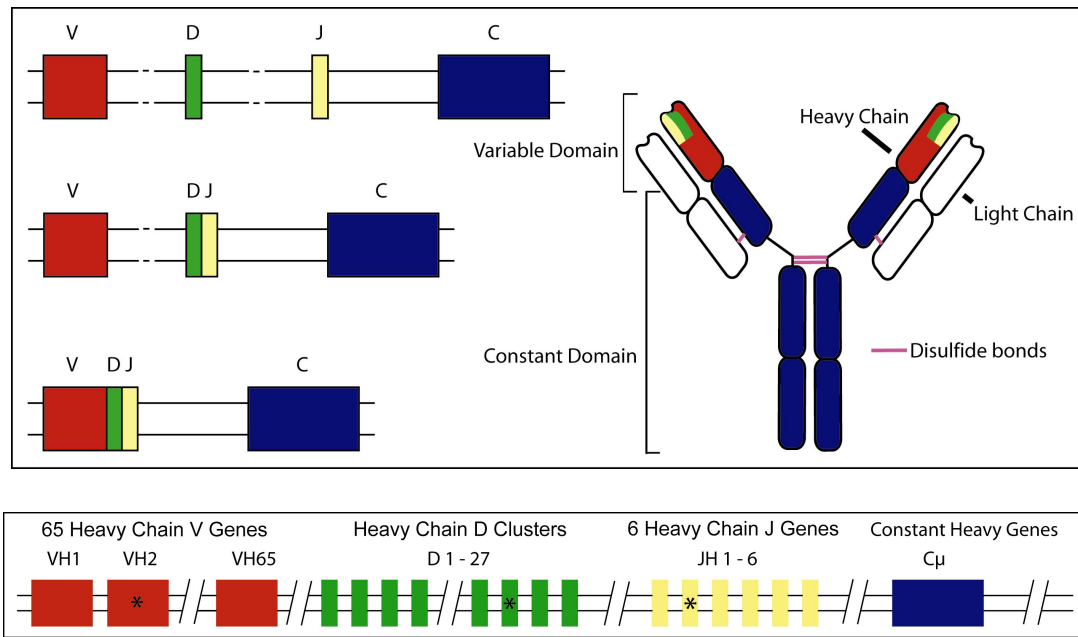 V D J C
Variable Domain
Heavy Chain
Light Chain
V D J C
Constant Domain
Disulfide bonds
V D J C
65 Heavy Chain V Genes Heavy Chain D Clusters 6 Heavy Chain J Genes Constant Heavy Genes
VH1 VH2 VH65 D 1 - 27 JH 1 - 6 Cµ
* * *